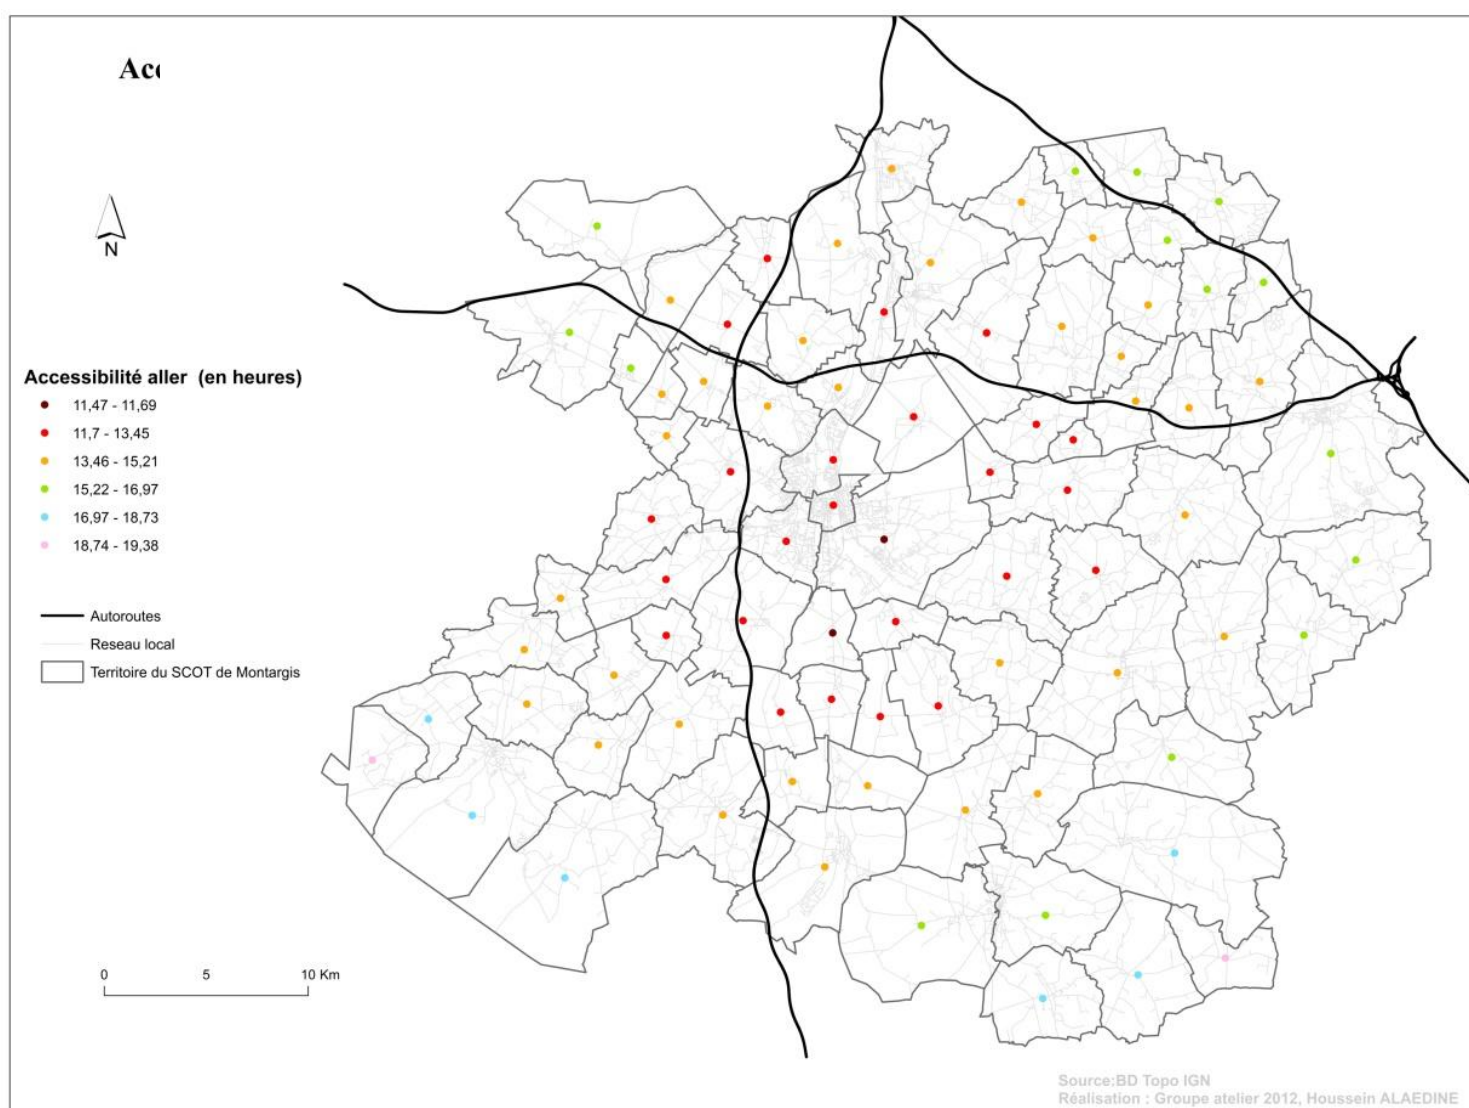 Acc
N
Accessibilité aller (en heures)
11,47 - 11,69
11,7 - 13,45
13,46 - 15,21
15,22 - 16,97
16,97 - 18,73
18,74 - 19,38
Autoroutes
Reseau local
Territoire du SCOT de Montargis
0 5 10 Km
Source:BD Topo IGN
Réalisation : Groupe atelier 2012, Houssein ALAEDINE